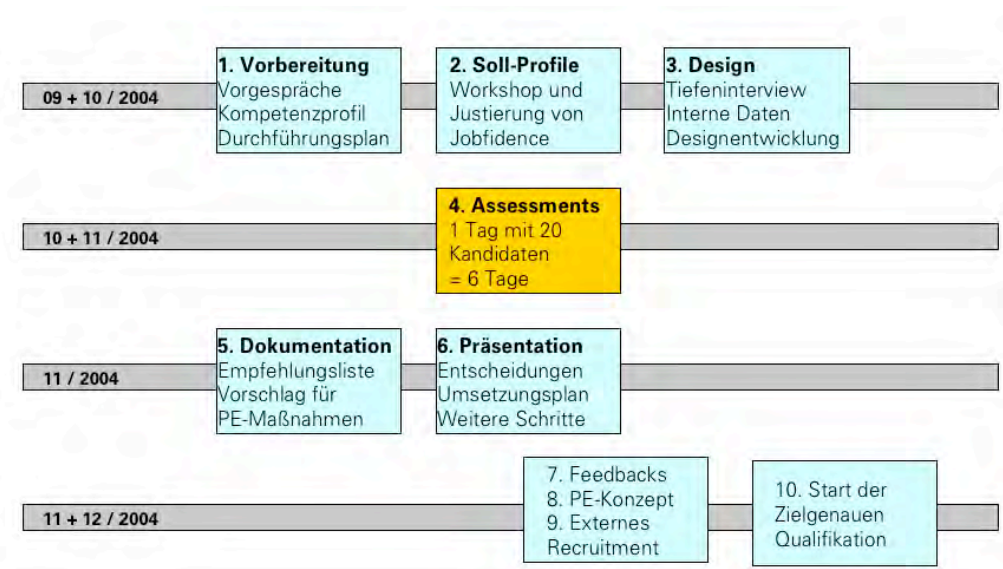 09 + 10 / 2004
1. Vorbereitung
Vorgespräche
Kompetenzprofil
Durchführungsplan
2. Soll-Profile
Workshop und
Justierung von
Jobfidence
3. Design
Tiefeninterview
Interne Daten
Designentwicklung
10 + 11 / 2004
4. Assessments
1 Tag mit 20
Kandidaten
= 6 Tage
11 / 2004
5. Dokumentation
Empfehlungsliste
Vorschlag für
PE-Maßnahmen
6. Präsentation
Entscheidungen
Umsetzungsplan
Weitere Schritte
11 + 12 / 2004
7. Feedbacks
8. PE-Konzept
9. Externes
Recruitment
10. Start der
Zielgenauen
Qualifikation